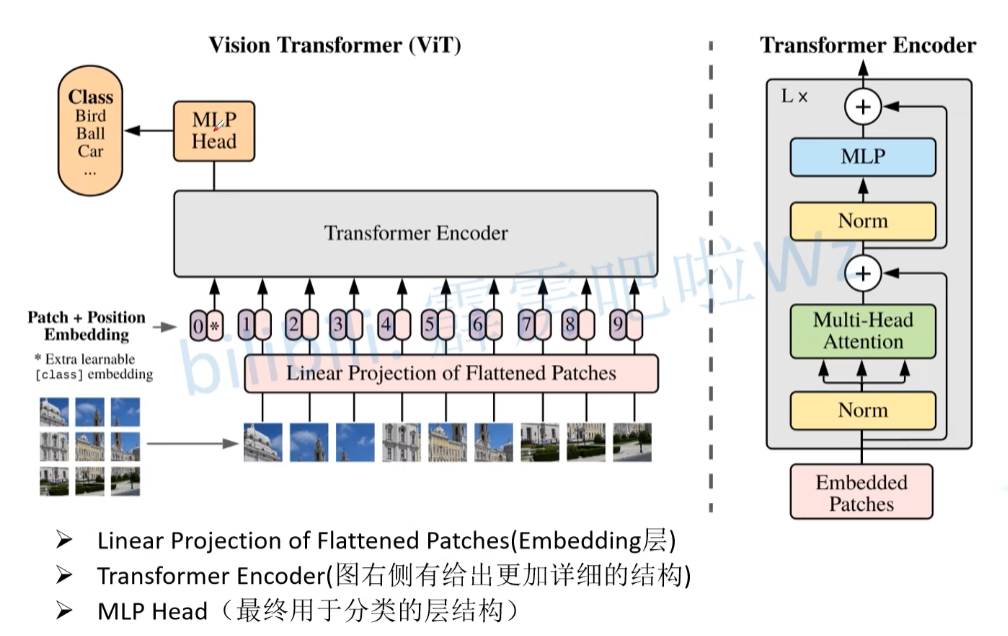 Vision Transformer (ViT)
Class
Bird
Ball
Car
...
MLP
Head
Transformer Encoder
Patch + Position
Embedding
0 * 1 2 3 4 5 6 7 8 9
* Extra learnable
[class] embedding
Linear Projection of Flattened Patches
Transformer Encoder
L x
+
MLP
Norm
+
Multi-Head
Attention
Norm
Embedded
Patches
bilibili: 霹雳吧啦Wz
➢ Linear Projection of Flattened Patches(Embedding层)
➢ Transformer Encoder(图右侧有给出更加详细的结构)
➢ MLP Head（最终用于分类的层结构）